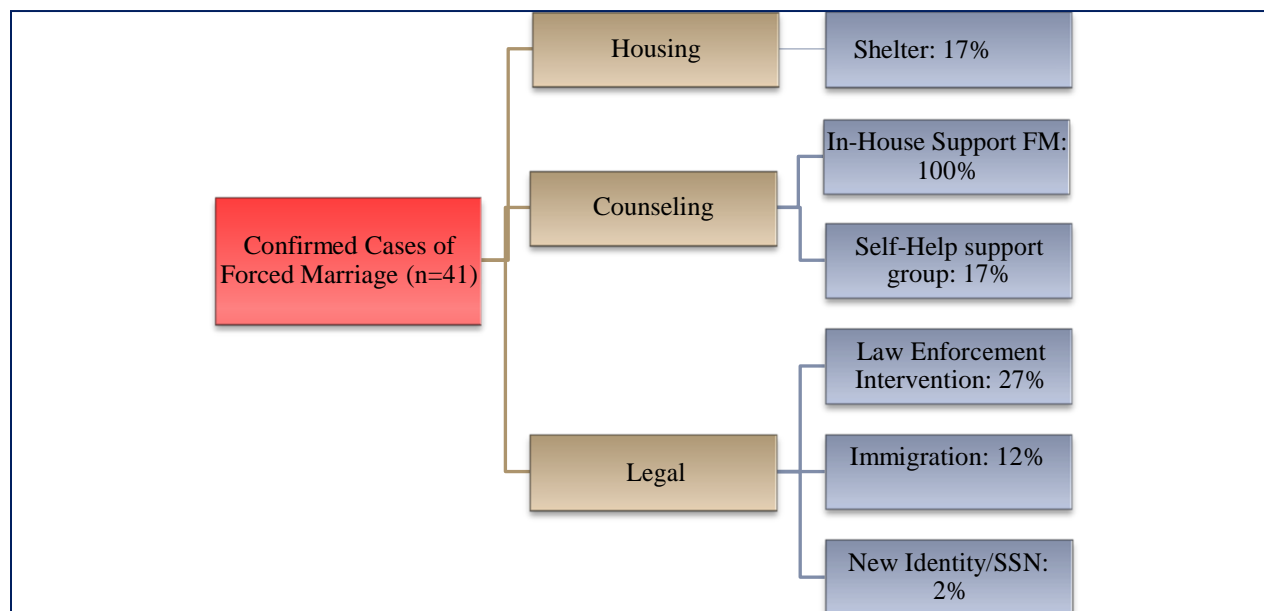 Confirmed Cases of
Forced Marriage (n=41)
Housing
Shelter: 17%
Counseling
In-House Support FM:
100%
Self-Help support
group: 17%
Legal
Law Enforcement
Intervention: 27%
Immigration: 12%
New Identity/SSN:
2%